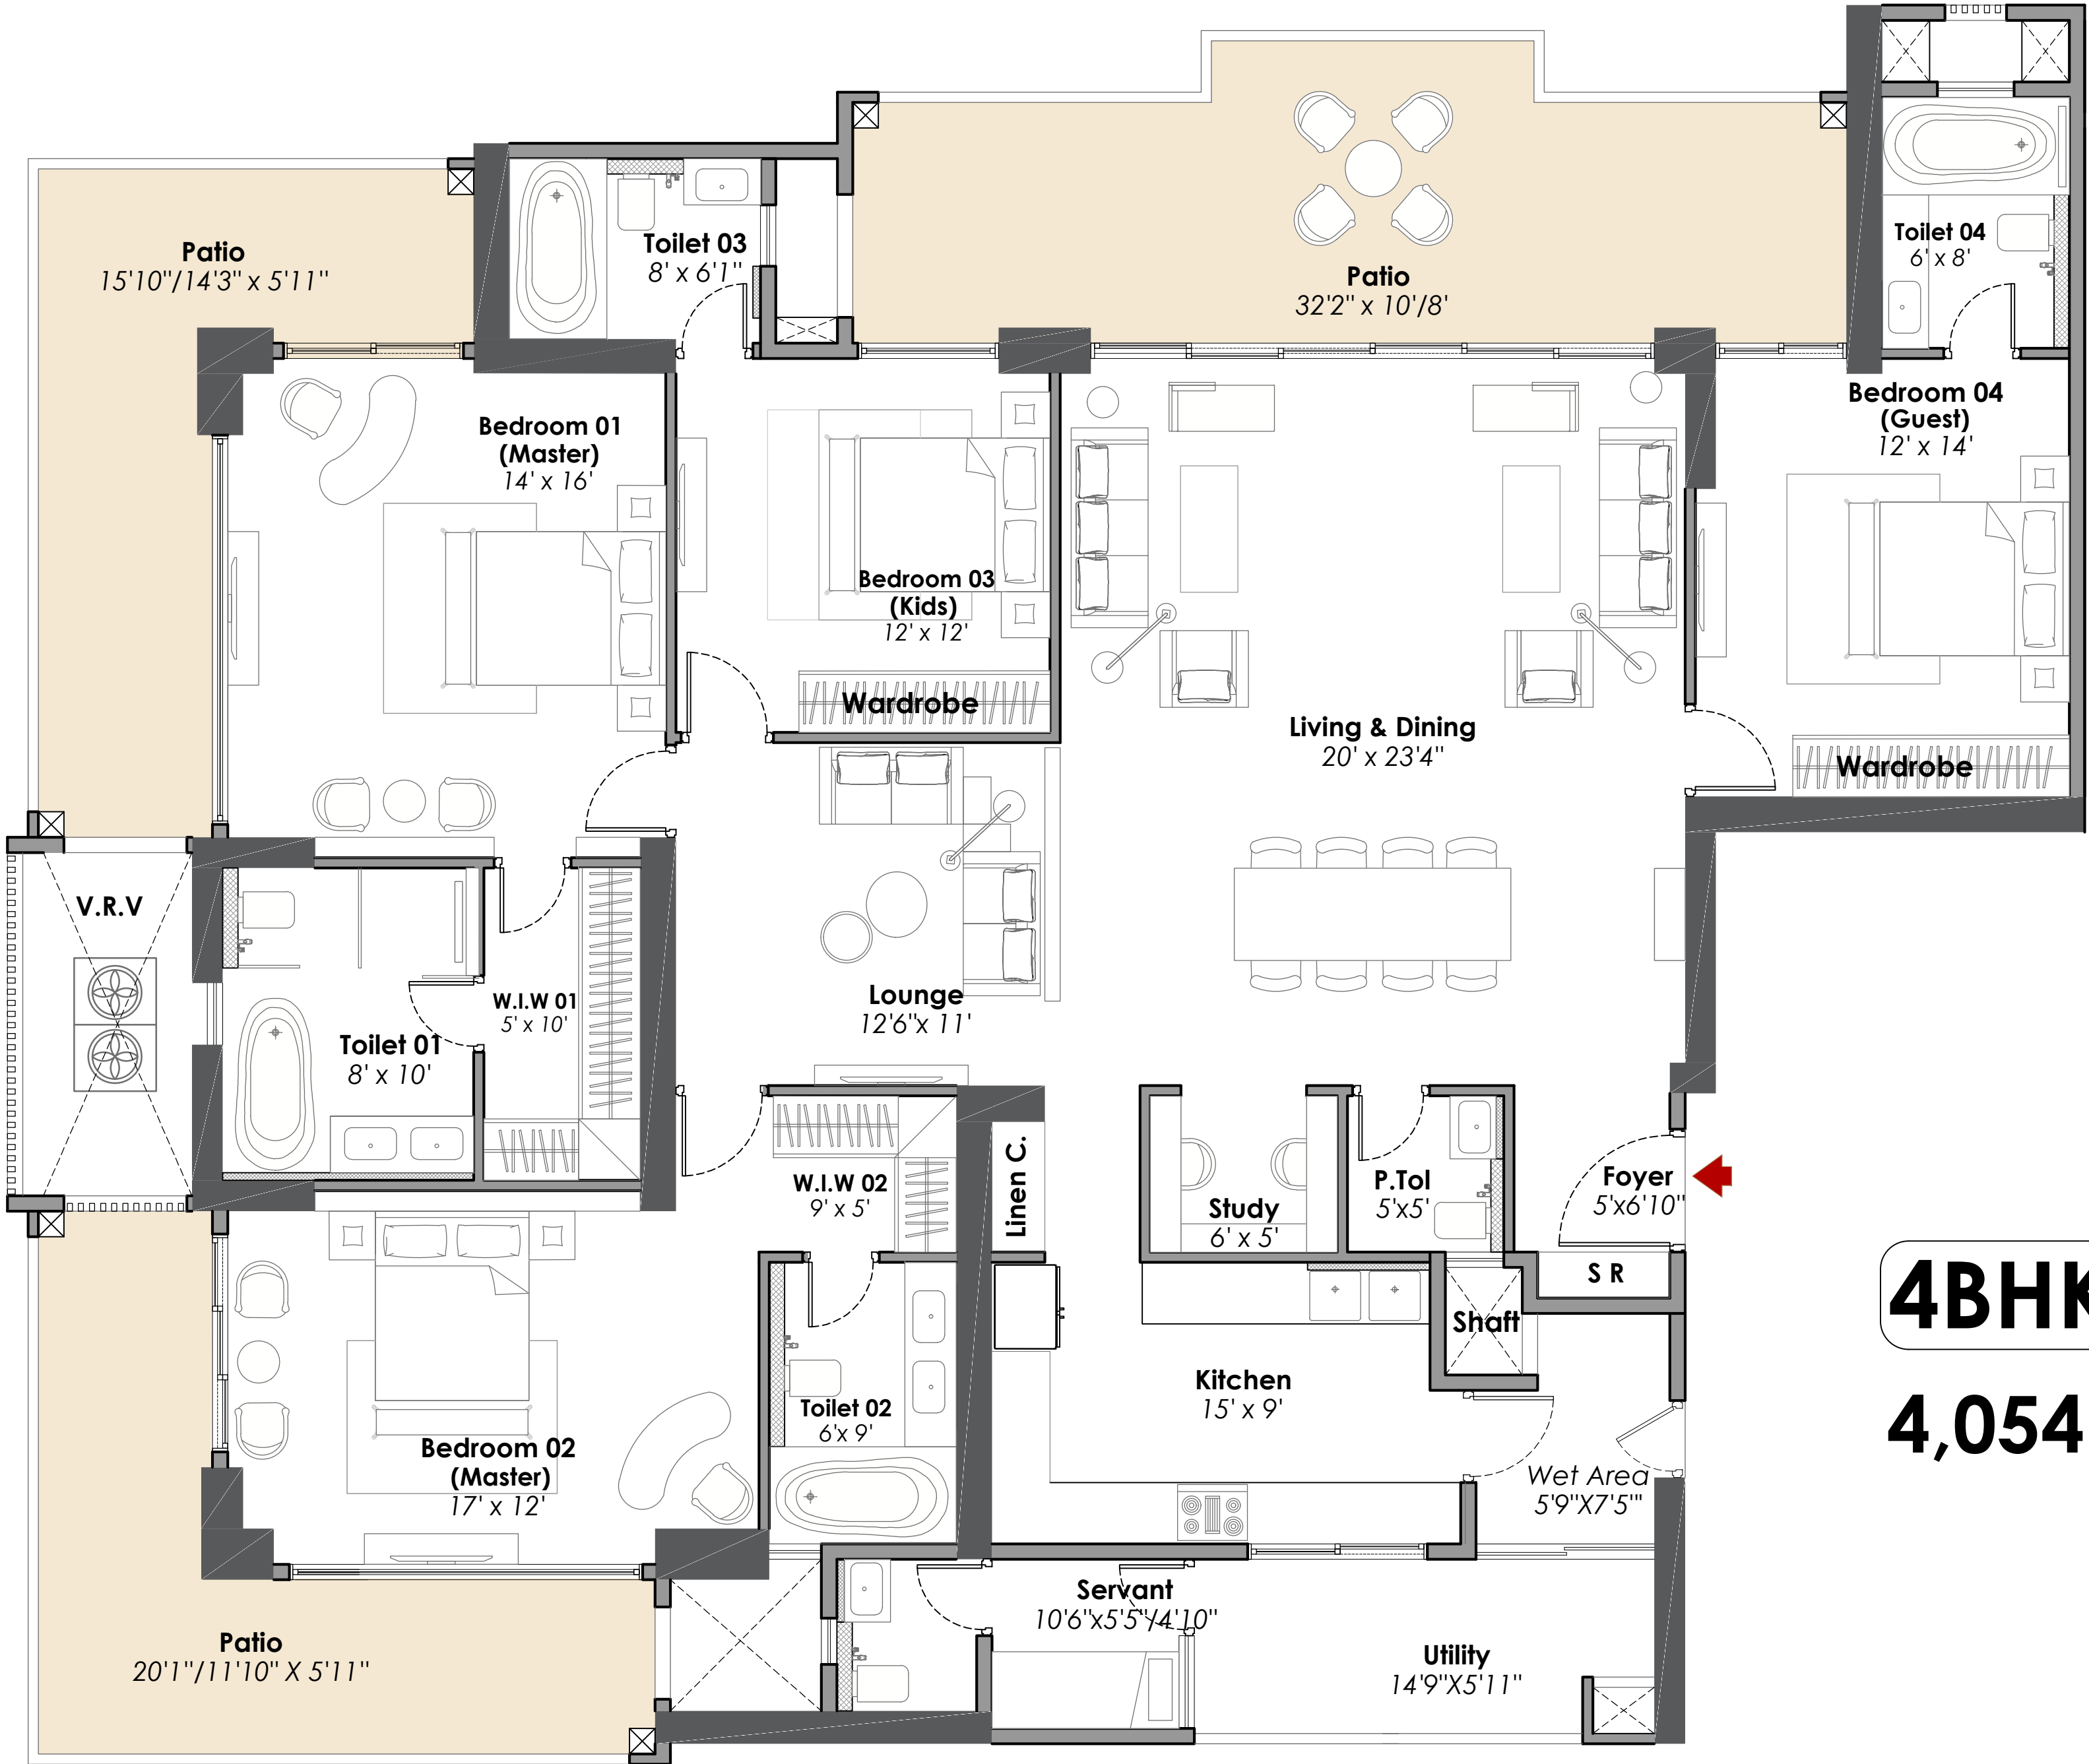 Patio
15'10"/14'3" x 5'11"
Toilet 03
8' x 6'1"
Patio
32'2" x 10'/8'
Toilet 04
6' x 8'
Bedroom 01
(Master)
14' x 16'
Bedroom 03
(Kids)
12' x 12'
Wardrobe
Living & Dining
20' x 23'4"
Bedroom 04
(Guest)
12' x 14'
Wardrobe
V.R.V
Toilet 01
8' x 10'
W.I.W 01
5' x 10'
Lounge
12'6"x 11'
W.I.W 02
9' x 5'
Linen C.
Study
6' x 5'
P.Tol
5'x5'
Foyer
5'x6'10"
S R
Shaft
4BHK
4,054
Kitchen
15' x 9'
Toilet 02
6'x 9'
Bedroom 02
(Master)
17' x 12'
Wet Area
5'9"X7'5'"
Servant
10'6"x5'5"/4'10"
Utility
14'9"X5'11"
Patio
20'1"/11'10" X 5'11"